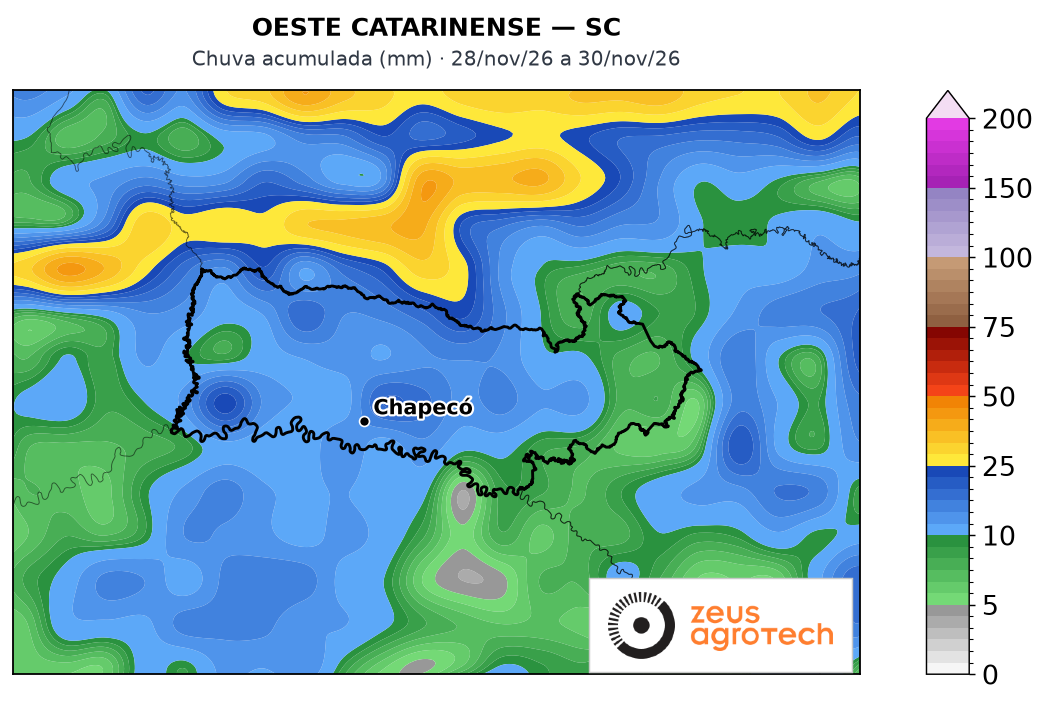 OESTE CATARINENSE — SC
Chuva acumulada (mm) · 28/nov/26 a 30/nov/26
200
150
100
75
50
25
10
5
0
Chapecó
zeus
agrotech